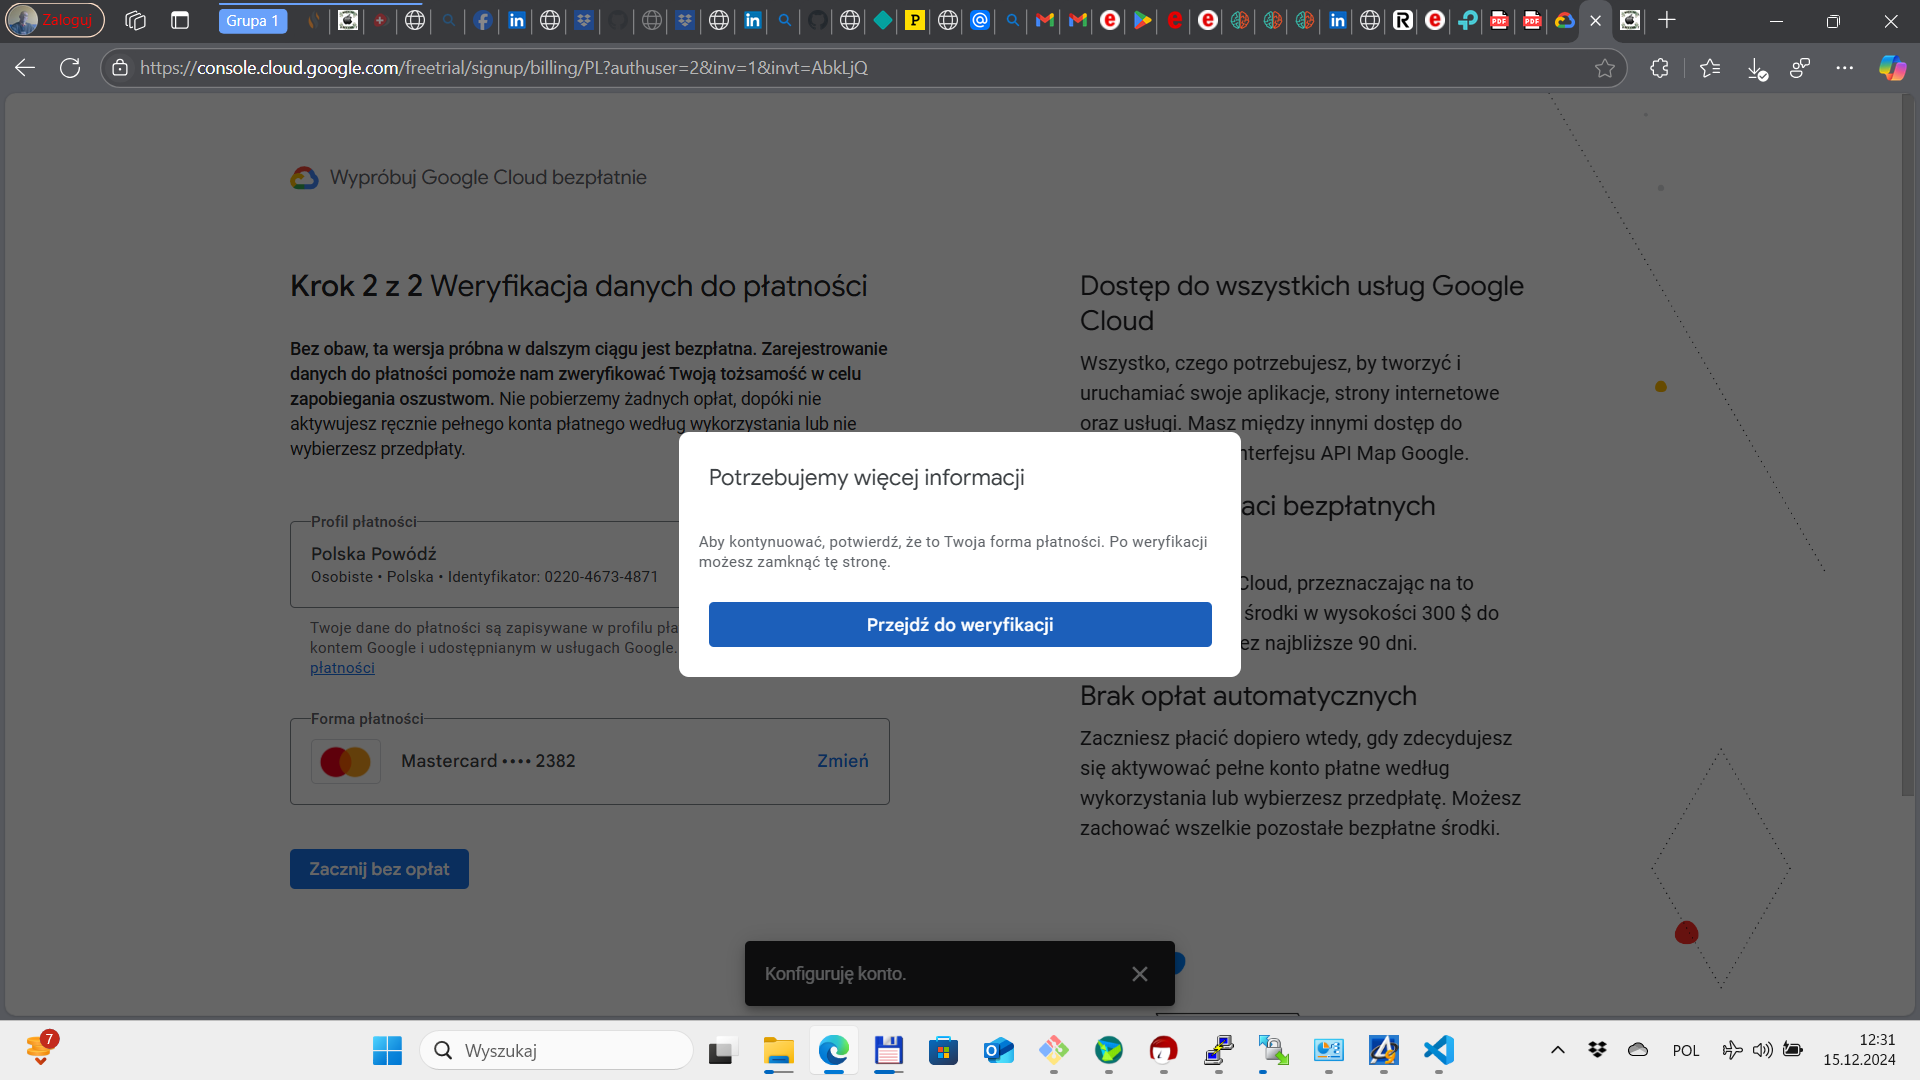 Zaloguj
Grupa 1
https://console.cloud.google.com/freetrial/signup/billing/PL?authuser=2&inv=1&invt=AbkLjQ
Wypróbuj Google Cloud bezpłatnie
Krok 2 z 2 Weryfikacja danych do płatności
Bez obaw, ta wersja próbna w dalszym ciągu jest bezpłatna. Zarejestrowanie
danych do płatności pomoże nam zweryfikować Twoją tożsamość w celu
zapobiegania oszustwom. Nie pobierzemy żadnych opłat, dopóki nie
aktywujesz ręcznie pełnego konta płatnego według wykorzystania lub nie
wybierzesz przedpłaty.
Profil płatności
Polska Powódź
Osobiste • Polska • Identyfikator: 0220-4673-4871
Twoje dane do płatności są zapisywane w profilu pła
kontem Google i udostępnianym w usługach Google.
płatności
Forma płatności
Mastercard •••• 2382
Zmień
Zacznij bez opłat
Dostęp do wszystkich usług Google
Cloud
Wszystko, czego potrzebujesz, by tworzyć i
uruchamiać swoje aplikacje, strony internetowe
oraz usługi. Masz między innymi dostęp do
nterfejsu API Map Google.
aci bezpłatnych
Cloud, przeznaczając na to
środki w wysokości 300 $ do
ez najbliższe 90 dni.
Brak opłat automatycznych
Zaczniesz płacić dopiero wtedy, gdy zdecydujesz
się aktywować pełne konto płatne według
wykorzystania lub wybierzesz przedpłatę. Możesz
zachować wszelkie pozostałe bezpłatne środki.
Potrzebujemy więcej informacji
Aby kontynuować, potwierdź, że to Twoja forma płatności. Po weryfikacji
możesz zamknąć tę stronę.
Przejdź do weryfikacji
Konfiguruję konto.
7
Wyszukaj
POL
12:31
15.12.2024